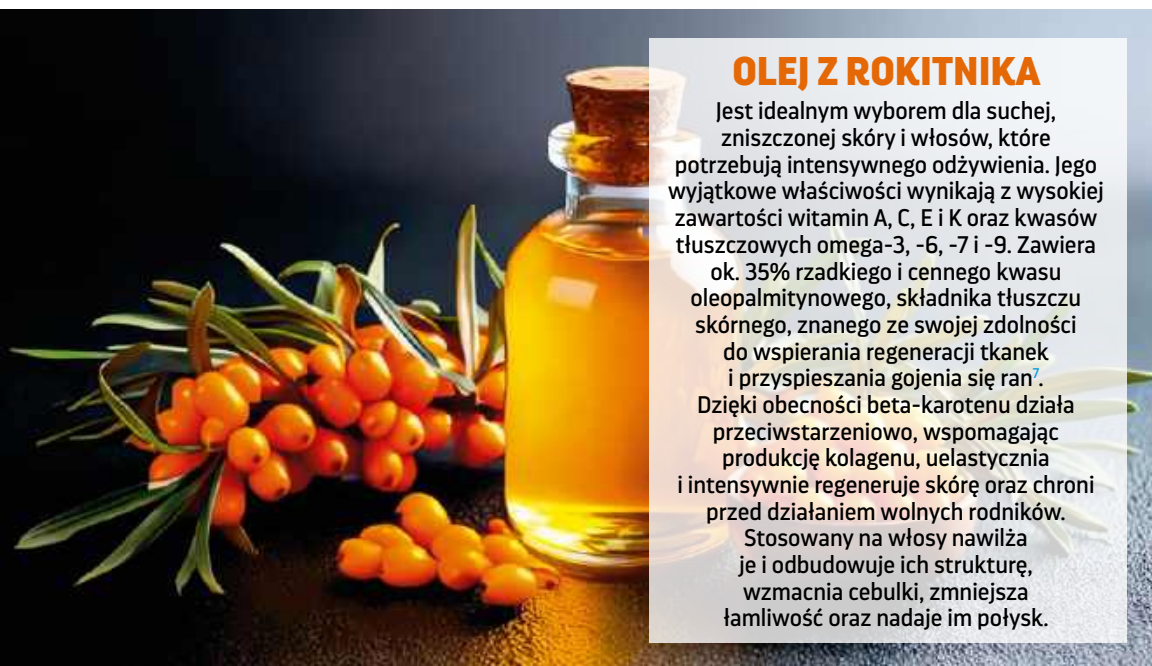 OLEJ Z ROKITNIKA
Jest idealnym wyborem dla suchej,
zniszczonej skóry i włosów, które
potrzebują intensywnego odżywienia. Jego
wyjątkowe właściwości wynikają z wysokiej
zawartości witamin A, C, E i K oraz kwasów
tłuszczowych omega-3, -6, -7 i -9. Zawiera
ok. 35% rzadkiego i cennego kwasu
oleopalmitynowego, składnika tłuszczu
skórnego, znanego ze swojej zdolności
do wspierania regeneracji tkanek
i przyspieszania gojenia się ran⁷.
Dzięki obecności beta-karotenu działa
przeciwstarzeniowo, wspomagając
produkcję kolagenu, uelastycznia
i intensywnie regeneruje skórę oraz chroni
przed działaniem wolnych rodników.
Stosowany na włosy nawilża
je i odbudowuje ich strukturę,
wzmacnia cebulki, zmniejsza
łamliwość oraz nadaje im połysk.